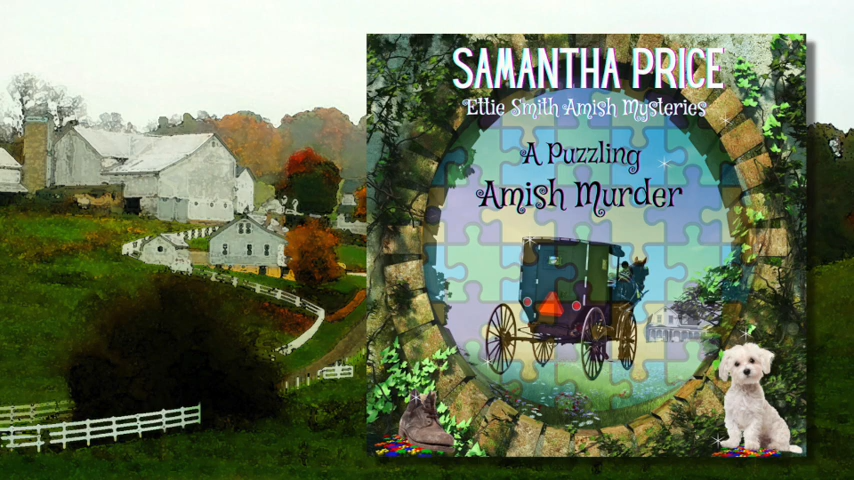 SAMANTHA PRICE
Ettie Smith Amish Mysteries
A Puzzling
Amish Murder